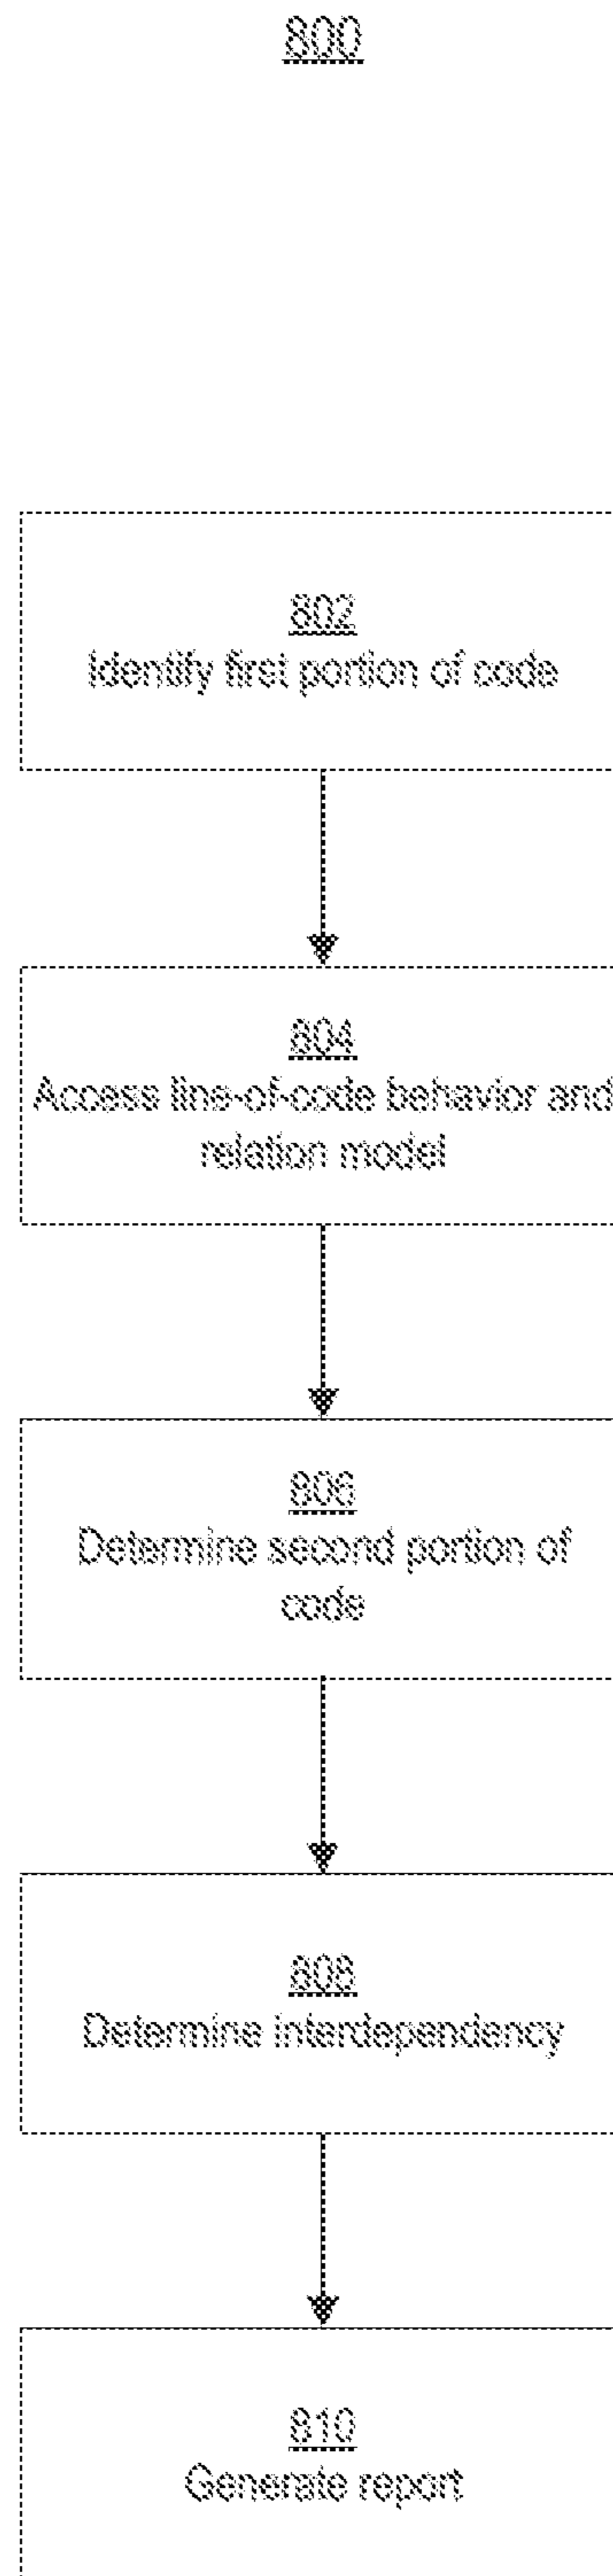 800
802
Identify first portion of code
804
Access line-of-code behavior and
relation model
806
Determine second portion of
code
808
Determine interdependency
810
Generate report